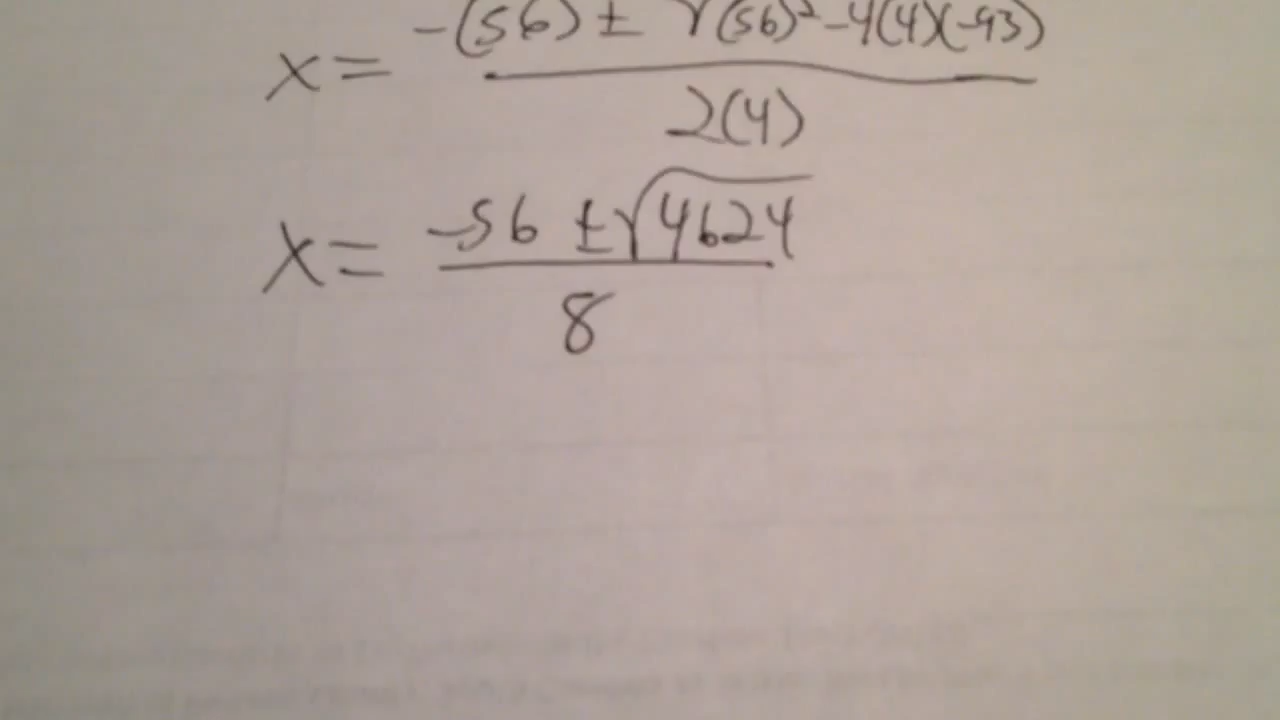 x = -(56) ± √(56)² - 4(4)(-93)
2(4)
x = -56 ± √4624
8